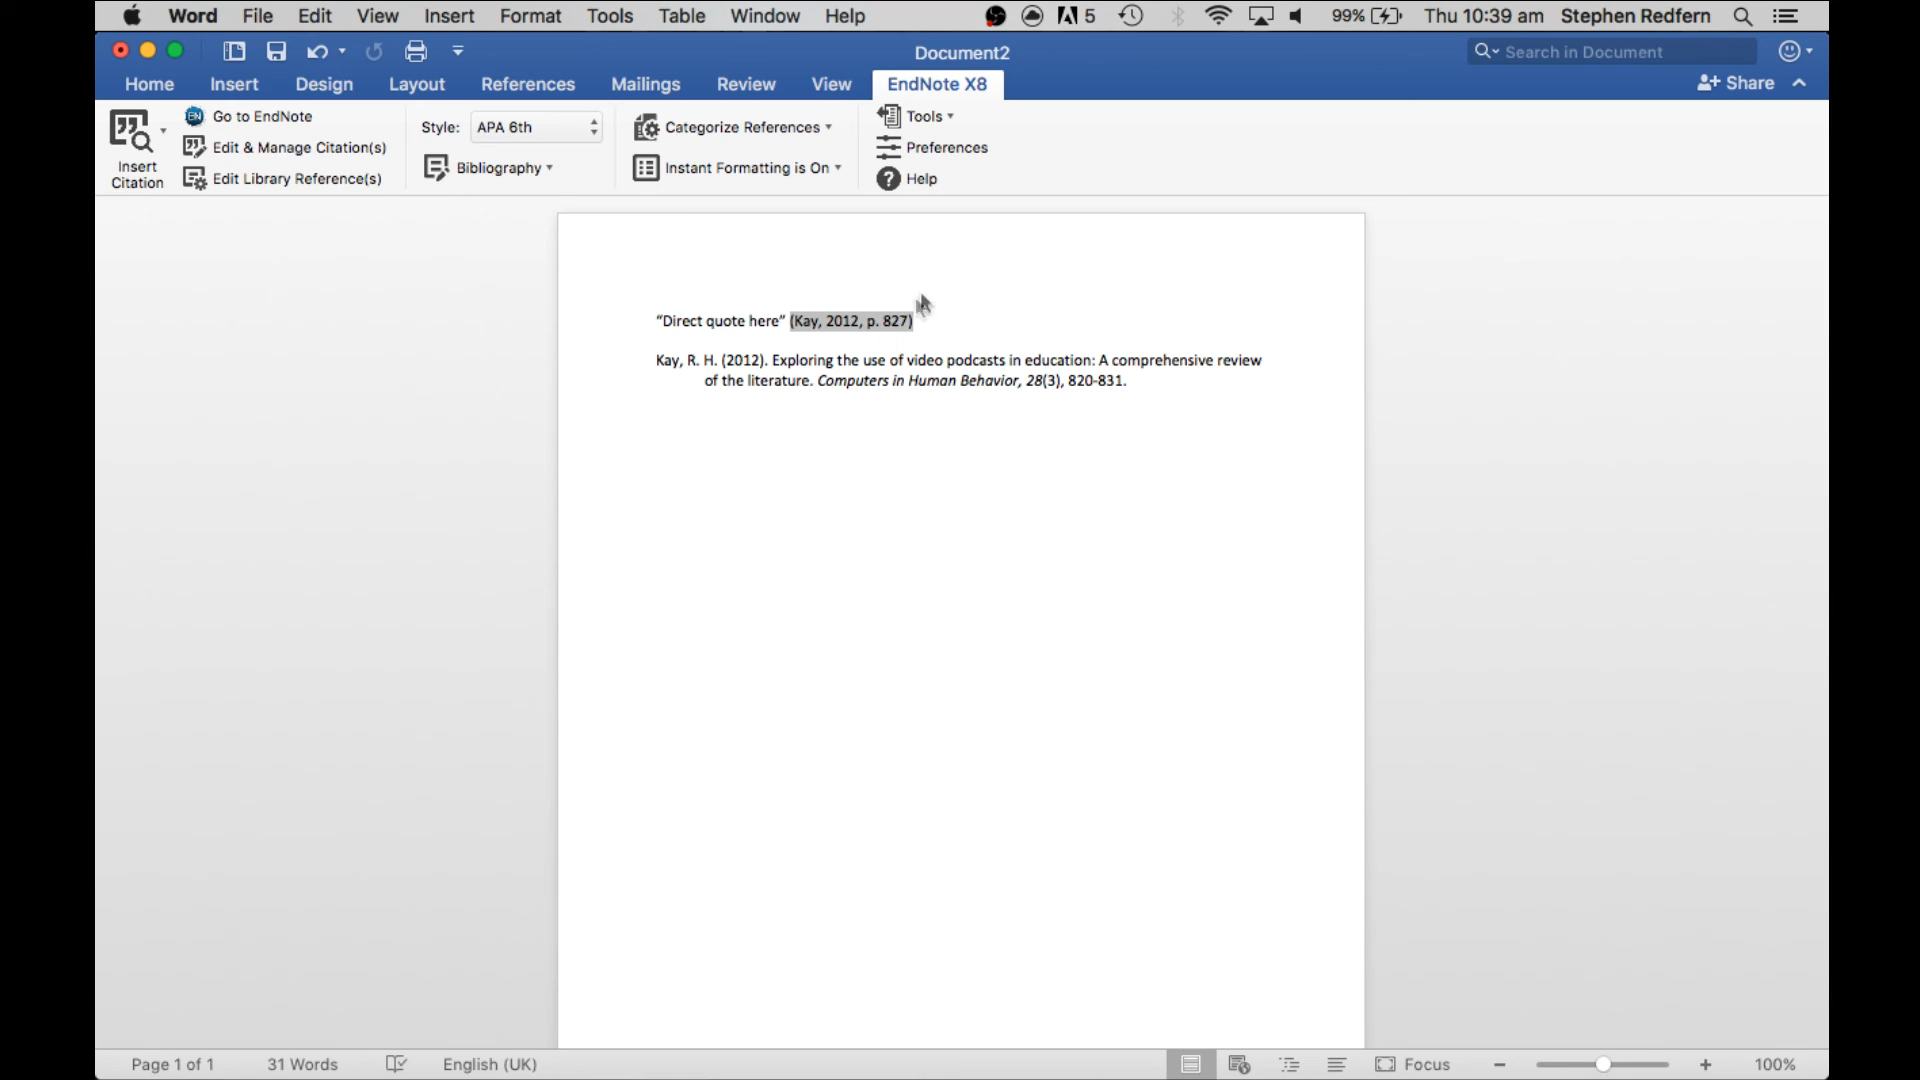 Word File Edit View Insert Format Tools Table Window Help 5 99% Thu 10:39 am Stephen Redfern
Document2
Search in Document
Home Insert Design Layout References Mailings Review View EndNote X8 Share
Insert Citation
Go to EndNote
Edit & Manage Citation(s)
Edit Library Reference(s)
Style: APA 6th
Bibliography
Categorize References
Instant Formatting is On
Tools
Preferences
Help
“Direct quote here” (Kay, 2012, p. 827)
Kay, R. H. (2012). Exploring the use of video podcasts in education: A comprehensive review
of the literature. Computers in Human Behavior, 28(3), 820-831.
Page 1 of 1 31 Words English (UK) Focus 100%